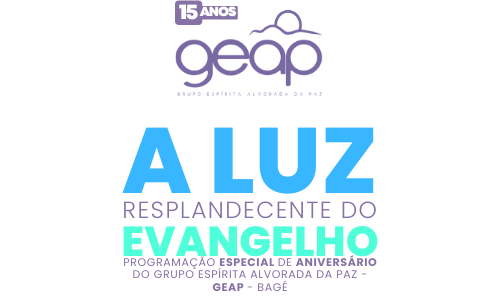 15 ANOS
geap
GRUPO ESPÍRITA ALVORADA DA PAZ
A LUZ
RESPLANDECENTE DO
EVANGELHO
PROGRAMAÇÃO ESPECIAL DE ANIVERSÁRIO
DO GRUPO ESPÍRITA ALVORADA DA PAZ -
GEAP - BAGÉ